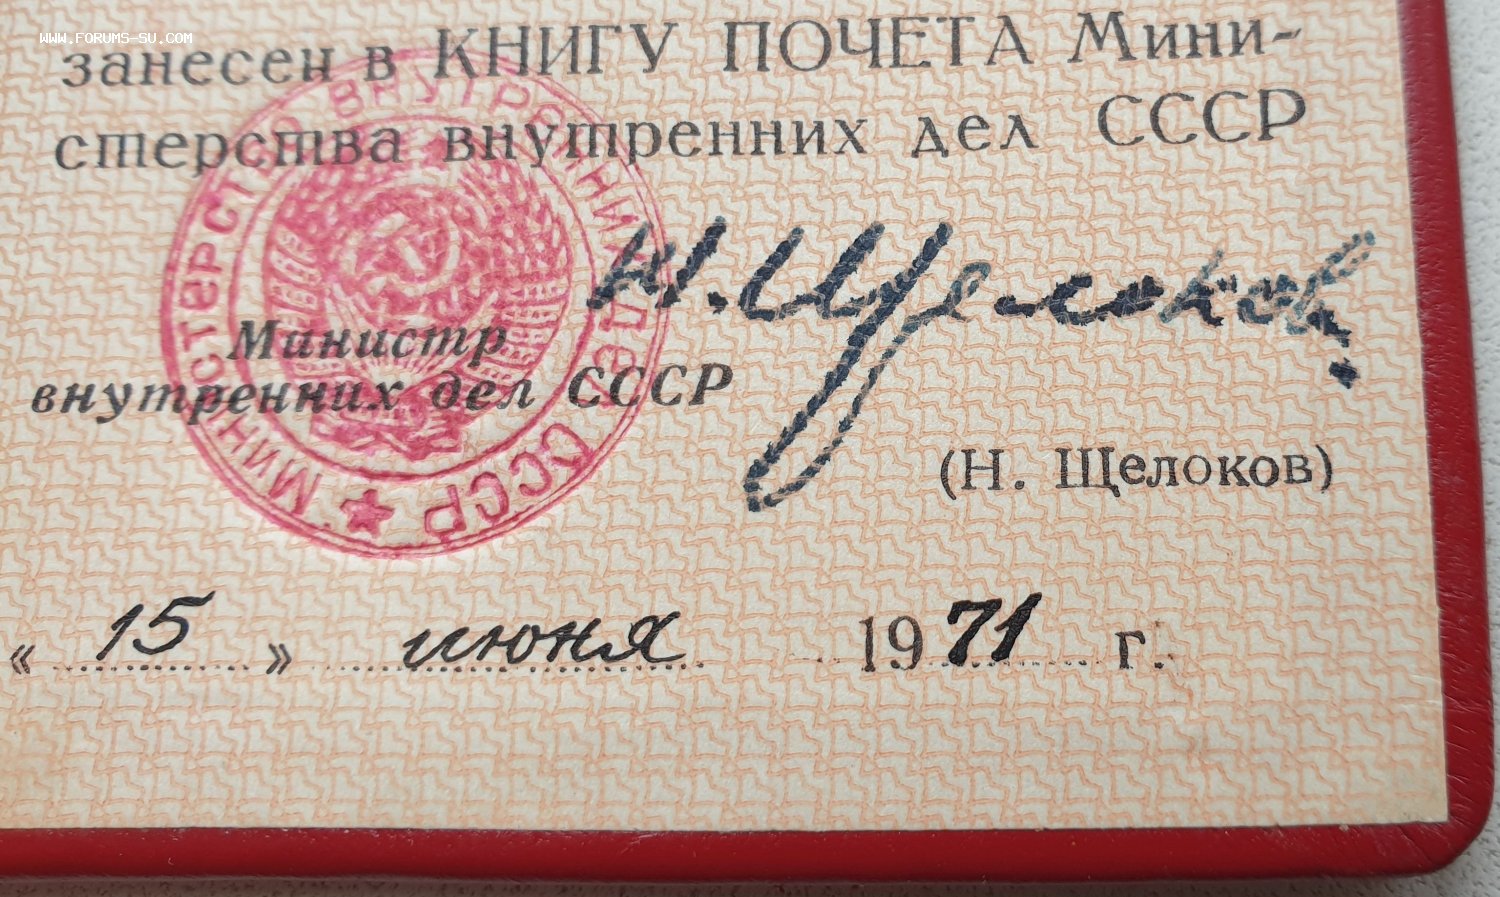 WWW.FORUMS-SU.COM
занесен в КНИГУ ПОЧЕТА Мини-
стерства внутренних дел СССР
МИНИСТЕРСТВО ВНУТРЕННИХ ДЕЛ СССР
Н. Щелоков
Министр
внутренних дел СССР
(Н. Щелоков)
« 15 » июня 1971 г.